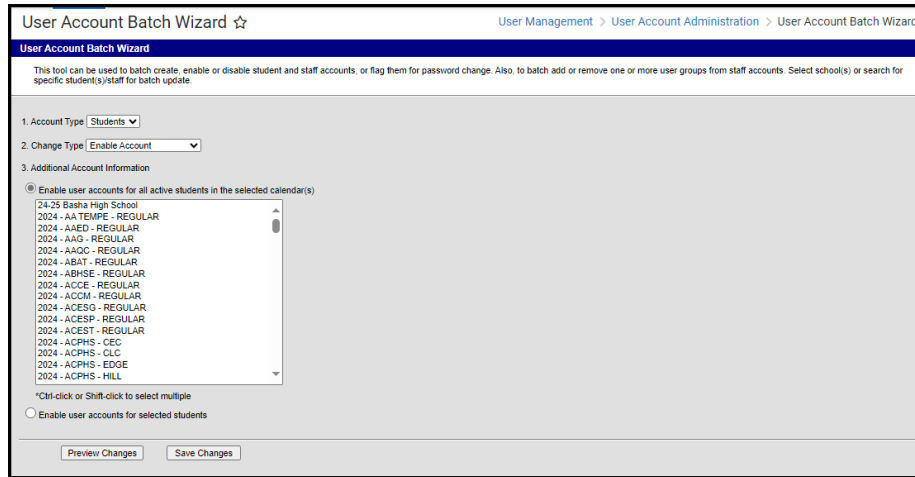 User Account Batch Wizard ☆
User Management > User Account Administration > User Account Batch Wizard
User Account Batch Wizard
This tool can be used to batch create, enable or disable student and staff accounts, or flag them for password change. Also, to batch add or remove one or more user groups from staff accounts. Select school(s) or search for
specific student(s)/staff for batch update.
1. Account Type Students
2. Change Type Enable Account
3. Additional Account Information
Enable user accounts for all active students in the selected calendar(s)
24-25 Basha High School
2024 - AA TEMPE - REGULAR
2024 - AAED - REGULAR
2024 - AAG - REGULAR
2024 - AAQC - REGULAR
2024 - ABAT - REGULAR
2024 - ABHSE - REGULAR
2024 - ACCE - REGULAR
2024 - ACCM - REGULAR
2024 - ACESG - REGULAR
2024 - ACESP - REGULAR
2024 - ACEST - REGULAR
2024 - ACPHS - CEC
2024 - ACPHS - CLC
2024 - ACPHS - EDGE
2024 - ACPHS - HILL
*Ctrl-click or Shift-click to select multiple
Enable user accounts for selected students
Preview Changes Save Changes